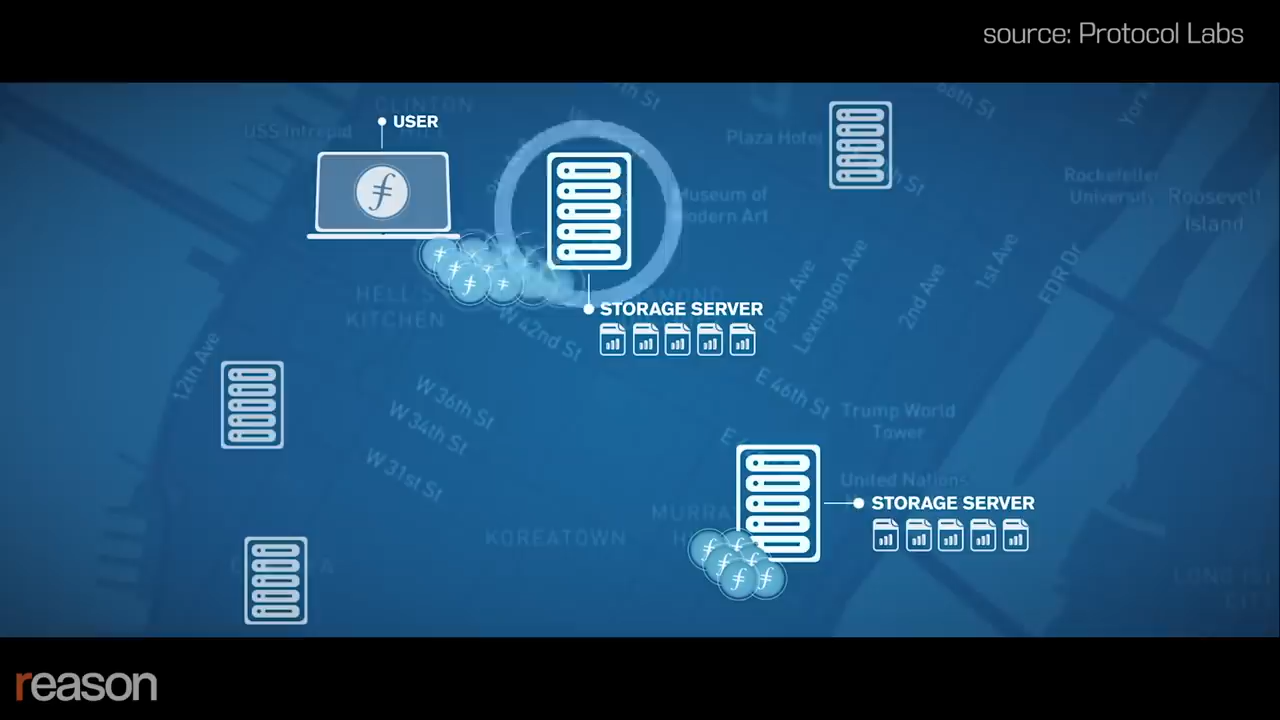 source: Protocol Labs
CLINTON
USS Intrepid
USER
Plaza Hotel
Museum of
Modern Art
Rockefeller
University
Roosevelt
Island
HELL'S
KITCHEN
W 42nd St
STORAGE SERVER
Park Ave
Lexington Ave
2nd Ave
1st Ave
FDR Dr
12th Ave
W 36th St
W 34th St
W 31st St
E 46th St
Trump World
Tower
United Nations
STORAGE SERVER
KOREATOWN
reason